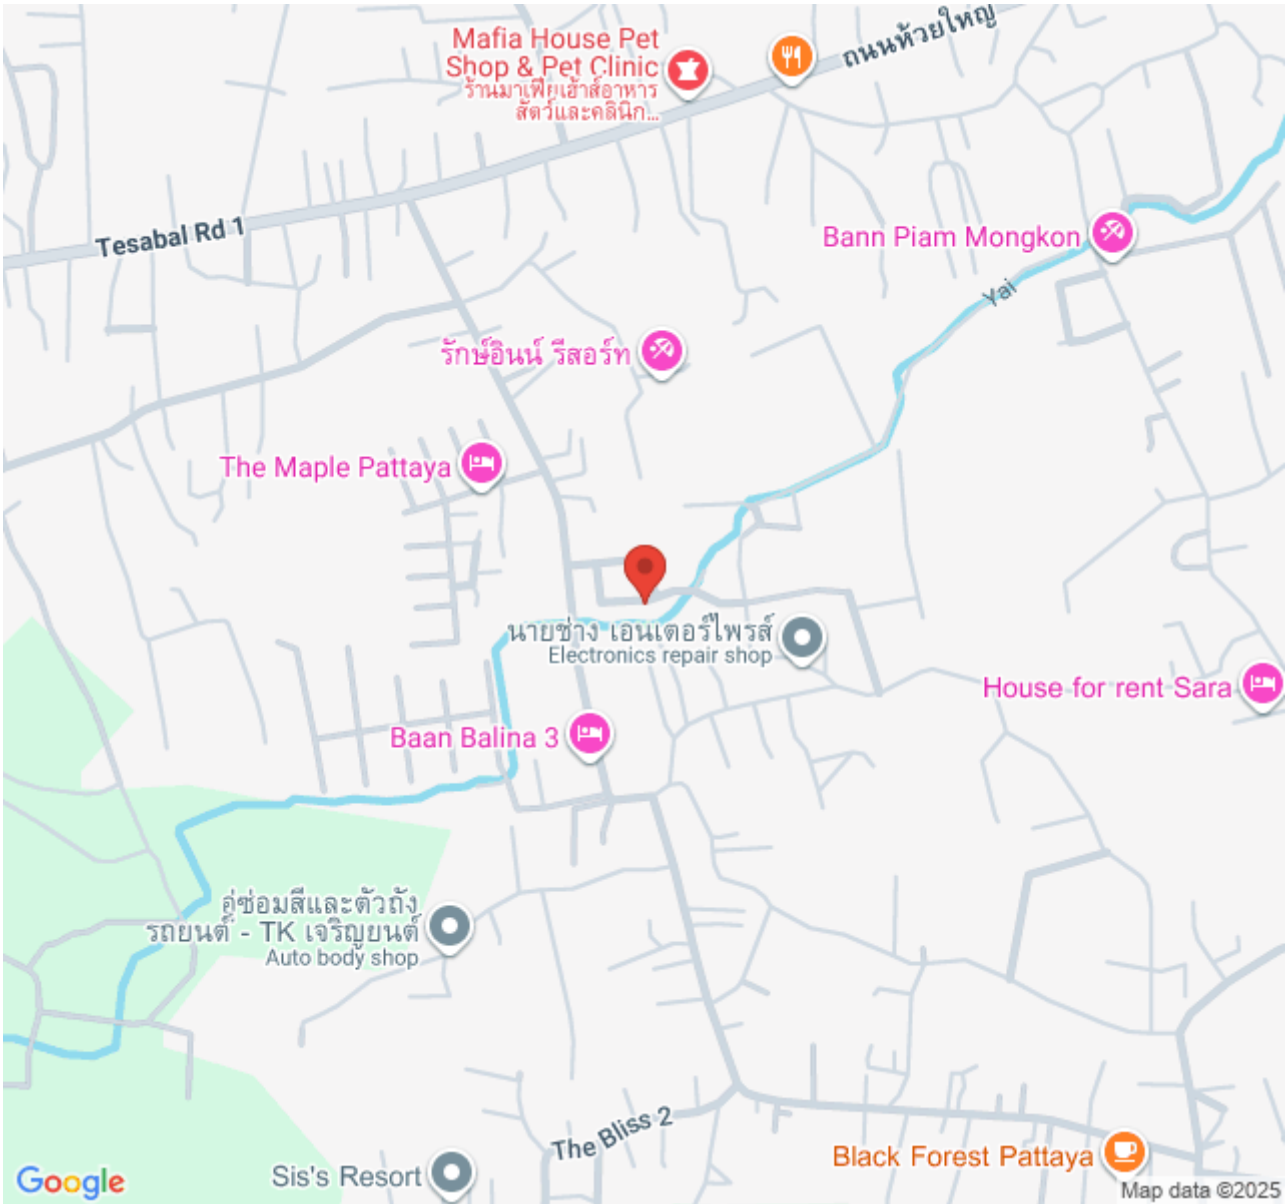 Mafia House Pet
Shop & Pet Clinic
ร้านมาเฟียเฮ้าส์อาหาร
สัตว์และคลินิก...
ถนนห้วยใหญ่
Tesabal Rd 1
Bann Piam Mongkon
Yai
รักษ์อินน์ รีสอร์ท
The Maple Pattaya
นายช่าง เอนเตอร์ไพรส์
Electronics repair shop
House for rent Sara
Baan Balina 3
อู่ซ่อมสีและตัวถัง
รถยนต์ - TK เจริญยนต์
Auto body shop
The Bliss 2
Black Forest Pattaya
Sis's Resort
Google
Map data ©2025